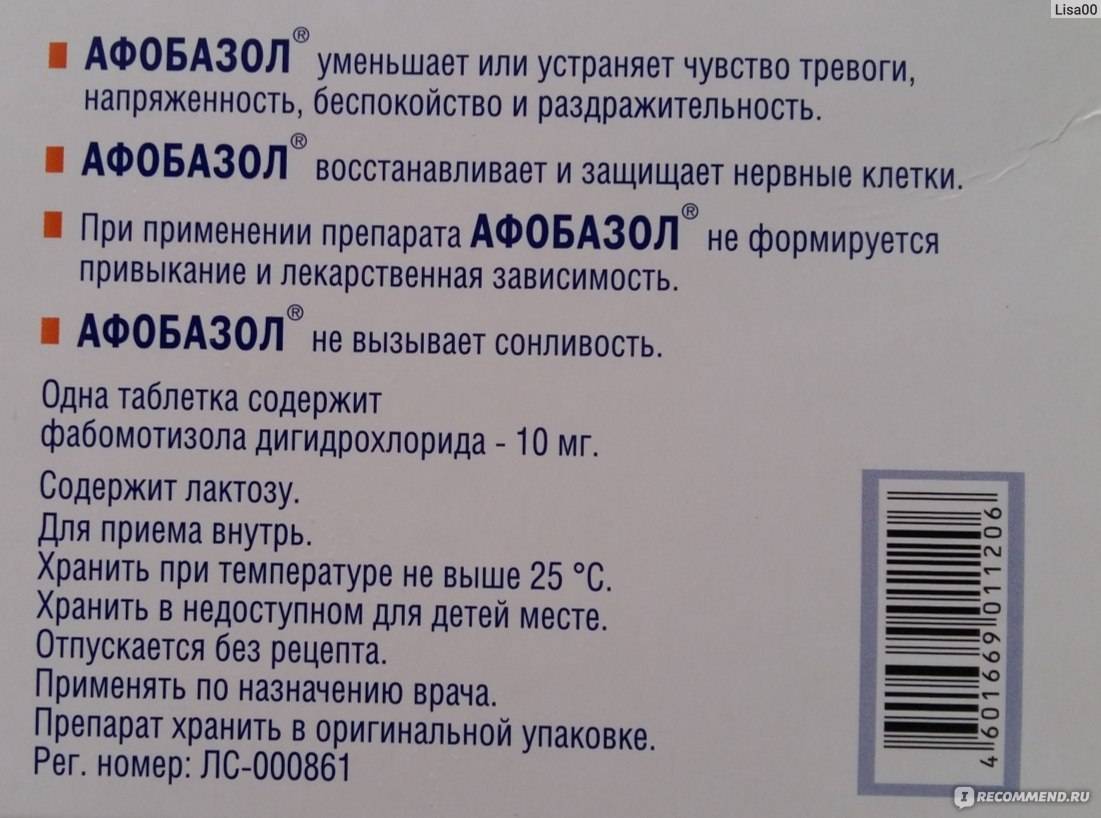 Lisa00
АФОБАЗОЛ® уменьшает или устраняет чувство тревоги,
напряженность, беспокойство и раздражительность.
АФОБАЗОЛ® восстанавливает и защищает нервные клетки.
При применении препарата АФОБАЗОЛ® не формируется
привыкание и лекарственная зависимость.
АФОБАЗОЛ® не вызывает сонливость.
Одна таблетка содержит
фабомотизола дигидрохлорида - 10 мг.
Содержит лактозу.
Для приема внутрь.
Хранить при температуре не выше 25 °С.
Хранить в недоступном для детей месте.
Отпускается без рецепта.
Применять по назначению врача.
Препарат хранить в оригинальной упаковке.
Рег. номер: ЛС-000861
4 601669 011206
IRECOMMEND.RU